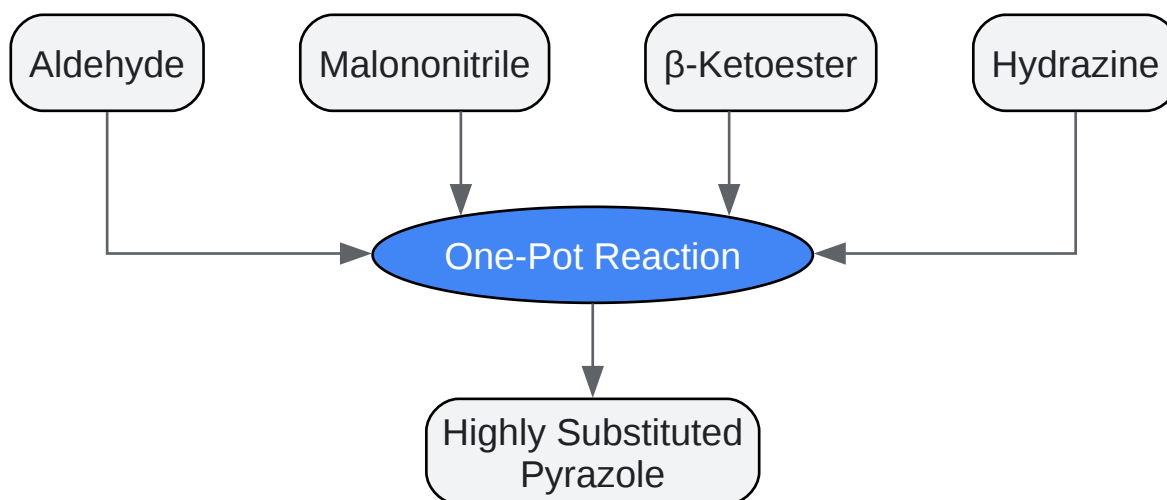 Aldehyde
Malononitrile
β-Ketoester
Hydrazine
One-Pot Reaction
Highly Substituted
Pyrazole